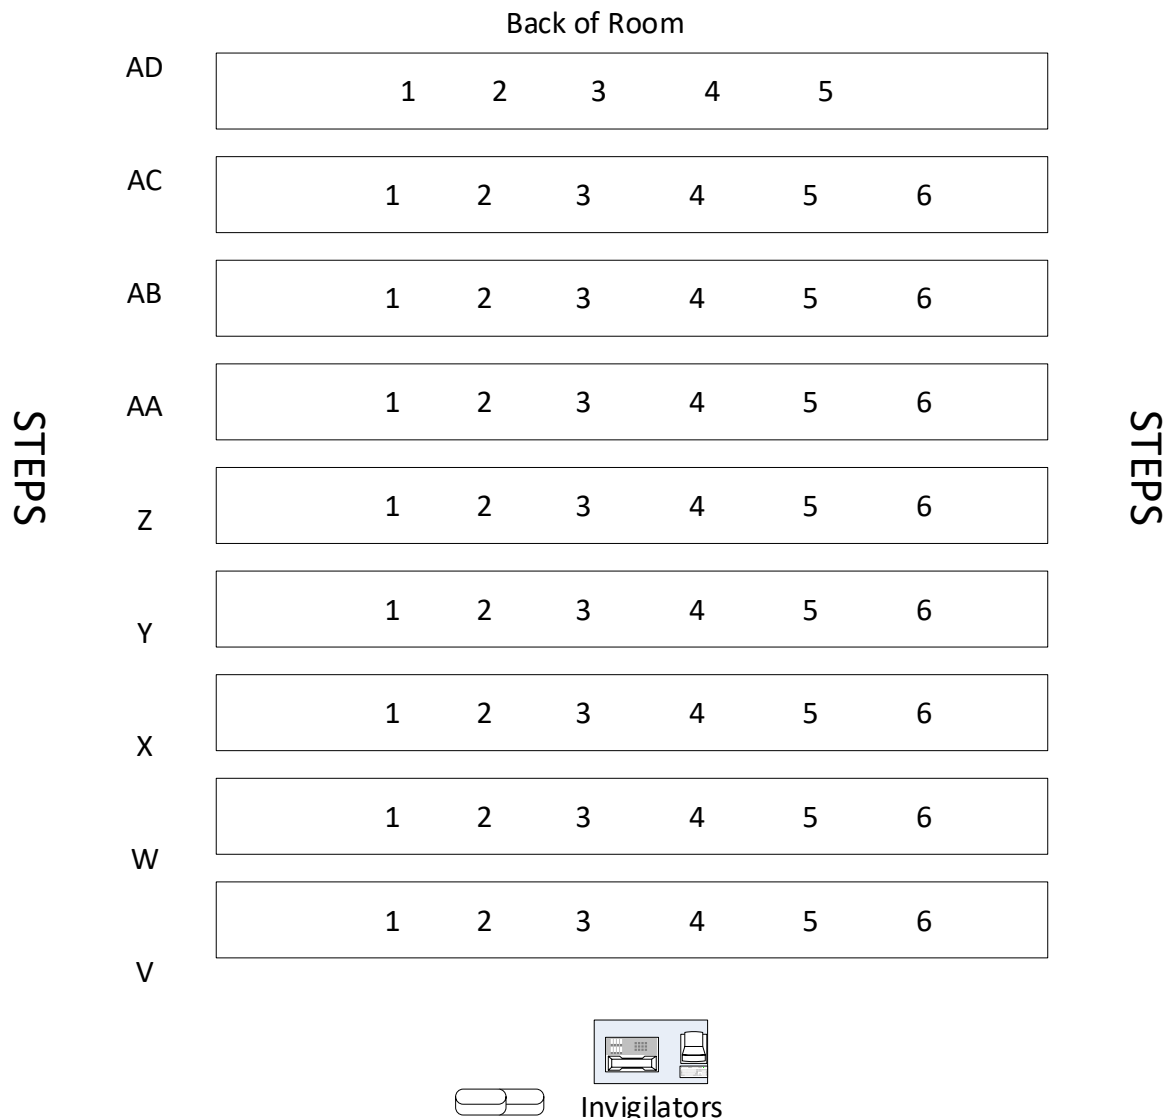 Back of Room
AD 1 2 3 4 5
AC 1 2 3 4 5 6
AB 1 2 3 4 5 6
AA 1 2 3 4 5 6
Z 1 2 3 4 5 6
Y 1 2 3 4 5 6
X 1 2 3 4 5 6
W 1 2 3 4 5 6
V 1 2 3 4 5 6
STEPS
STEPS
Invigilators